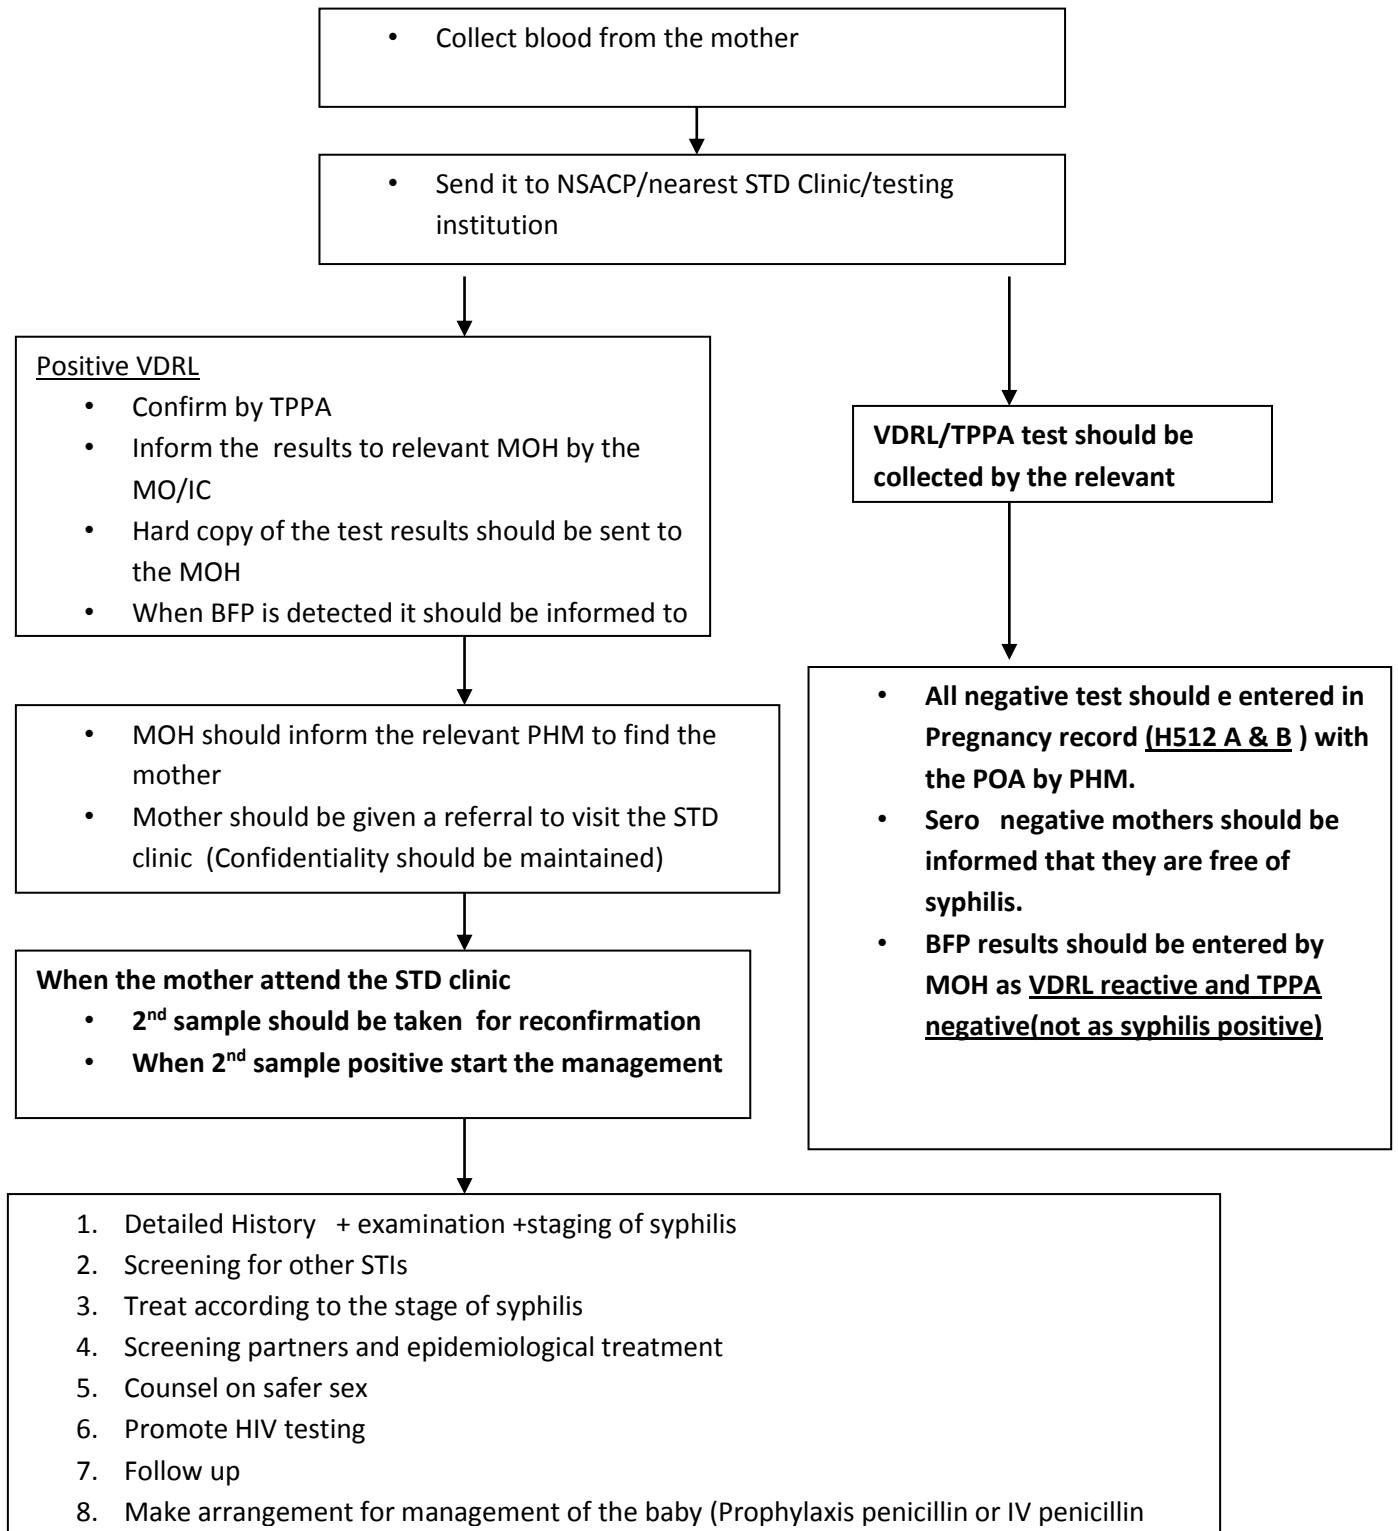 • Collect blood from the mother
• Send it to NSACP/nearest STD Clinic/testing
institution
Positive VDRL
• Confirm by TPPA
• Inform the results to relevant MOH by the
MO/IC
• Hard copy of the test results should be sent to
the MOH
• When BFP is detected it should be informed to
VDRL/TPPA test should be
collected by the relevant
• MOH should inform the relevant PHM to find the
mother
• Mother should be given a referral to visit the STD
clinic (Confidentiality should be maintained)
• All negative test should e entered in
Pregnancy record (H512 A & B ) with
the POA by PHM.
• Sero negative mothers should be
informed that they are free of
syphilis.
• BFP results should be entered by
MOH as VDRL reactive and TPPA
negative(not as syphilis positive)
When the mother attend the STD clinic
• 2nd sample should be taken for reconfirmation
• When 2nd sample positive start the management
1. Detailed History + examination +staging of syphilis
2. Screening for other STIs
3. Treat according to the stage of syphilis
4. Screening partners and epidemiological treatment
5. Counsel on safer sex
6. Promote HIV testing
7. Follow up
8. Make arrangement for management of the baby (Prophylaxis penicillin or IV penicillin